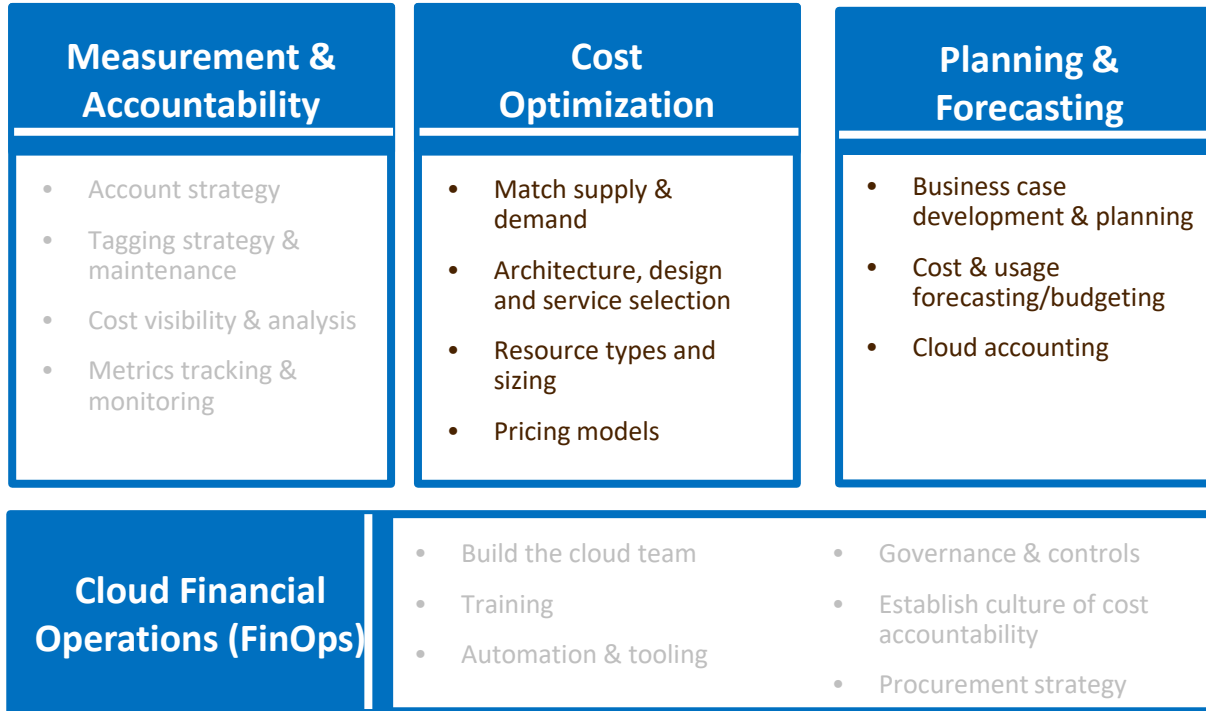 Measurement &
Accountability
• Account strategy
• Tagging strategy &
maintenance
• Cost visibility & analysis
• Metrics tracking &
monitoring
Cost
Optimization
• Match supply &
demand
• Architecture, design
and service selection
• Resource types and
sizing
• Pricing models
Planning &
Forecasting
• Business case
development & planning
• Cost & usage
forecasting/budgeting
• Cloud accounting
Cloud Financial
Operations (FinOps)
• Build the cloud team
• Training
• Automation & tooling
• Governance & controls
• Establish culture of cost
accountability
• Procurement strategy